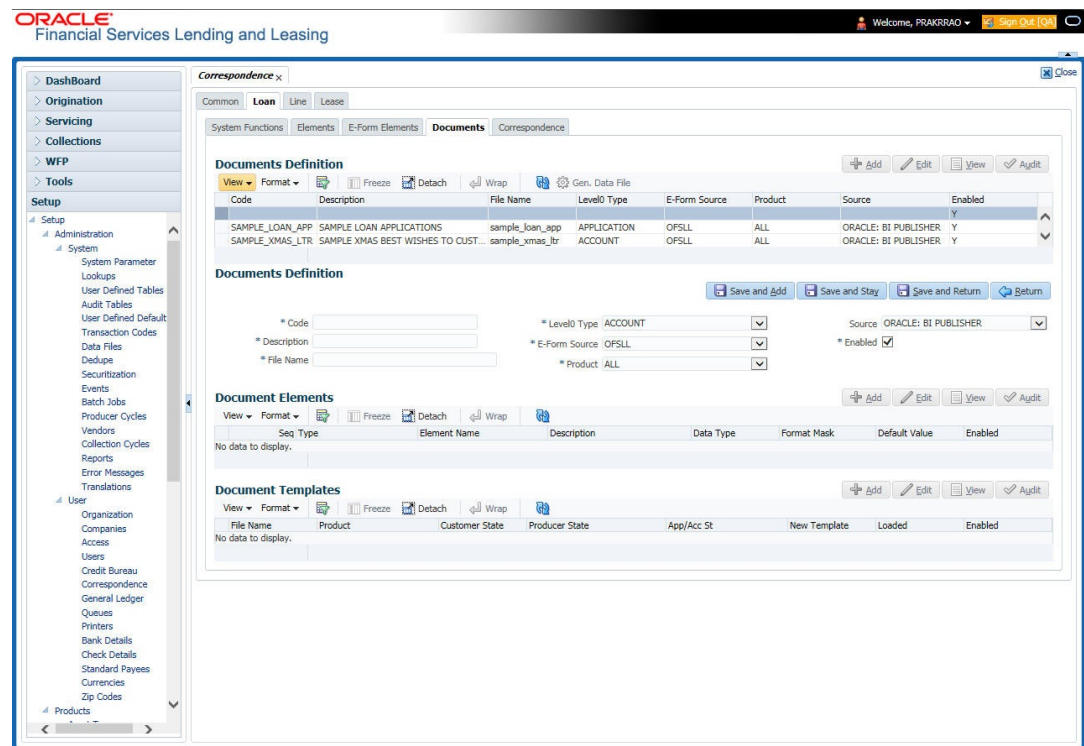 ORACLE
Financial Services Lending and Leasing
Welcome, PRAKRRAO
Sign Out [QA]
Close
DashBoard
Origination
Servicing
Collections
WFP
Tools
Setup
Setup
Administration
System
System Parameter
Lookups
User Defined Tables
Audit Tables
User Defined Default
Transaction Codes
Data Files
Dedupe
Securitization
Events
Batch Jobs
Producer Cycles
Vendors
Collection Cycles
Reports
Error Messages
Translations
User
Organization
Companies
Access
Users
Credit Bureau
Correspondence
General Ledger
Queues
Printers
Bank Details
Check Details
Standard Payees
Currencies
Zip Codes
Products
Correspondence
Common Loan Line Lease
System Functions Elements E-Form Elements Documents Correspondence
Documents Definition
Add Edit View Audit
View Format Freeze Detach Wrap Gen. Data File
Code Description File Name Level0 Type E-Form Source Product Source Enabled
Y
SAMPLE_LOAN_APP SAMPLE LOAN APPLICATIONS sample_loan_app APPLICATION OFSLL ALL ORACLE: BI PUBLISHER Y
SAMPLE_XMAS_LTR SAMPLE XMAS BEST WISHES TO CUST... sample_xmas_ltr ACCOUNT OFSLL ALL ORACLE: BI PUBLISHER Y
Documents Definition
Save and Add Save and Stay Save and Return Return
* Code * Level0 Type ACCOUNT Source ORACLE: BI PUBLISHER
* Description * E-Form Source OFSLL * Enabled
* File Name * Product ALL
Document Elements
Add Edit View Audit
View Format Freeze Detach Wrap
Seq Type Element Name Description Data Type Format Mask Default Value Enabled
No data to display.
Document Templates
Add Edit View Audit
View Format Freeze Detach Wrap
File Name Product Customer State Producer State App/Acc St New Template Loaded Enabled
No data to display.